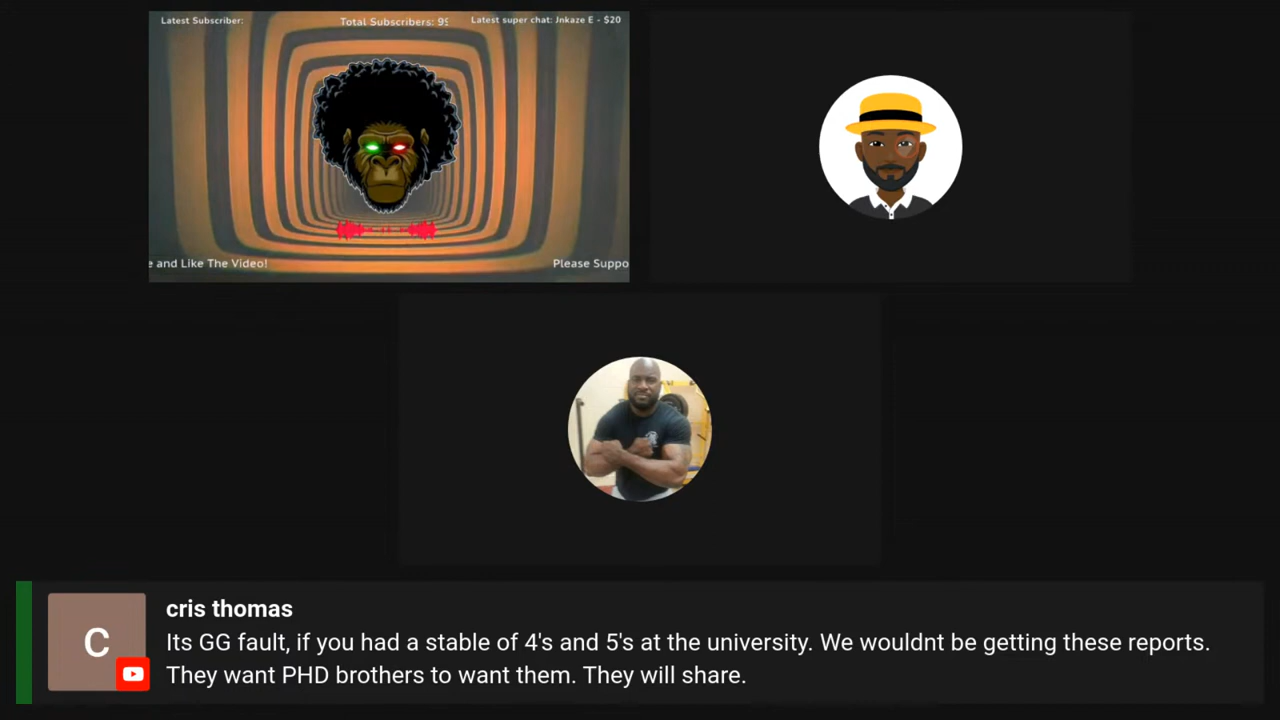 Latest Subscriber:
Total Subscribers: 99
Latest super chat: Jnkaze E - $20
e and Like The Video!
Please Suppo
C
cris thomas
Its GG fault, if you had a stable of 4's and 5's at the university. We wouldnt be getting these reports.
They want PHD brothers to want them. They will share.